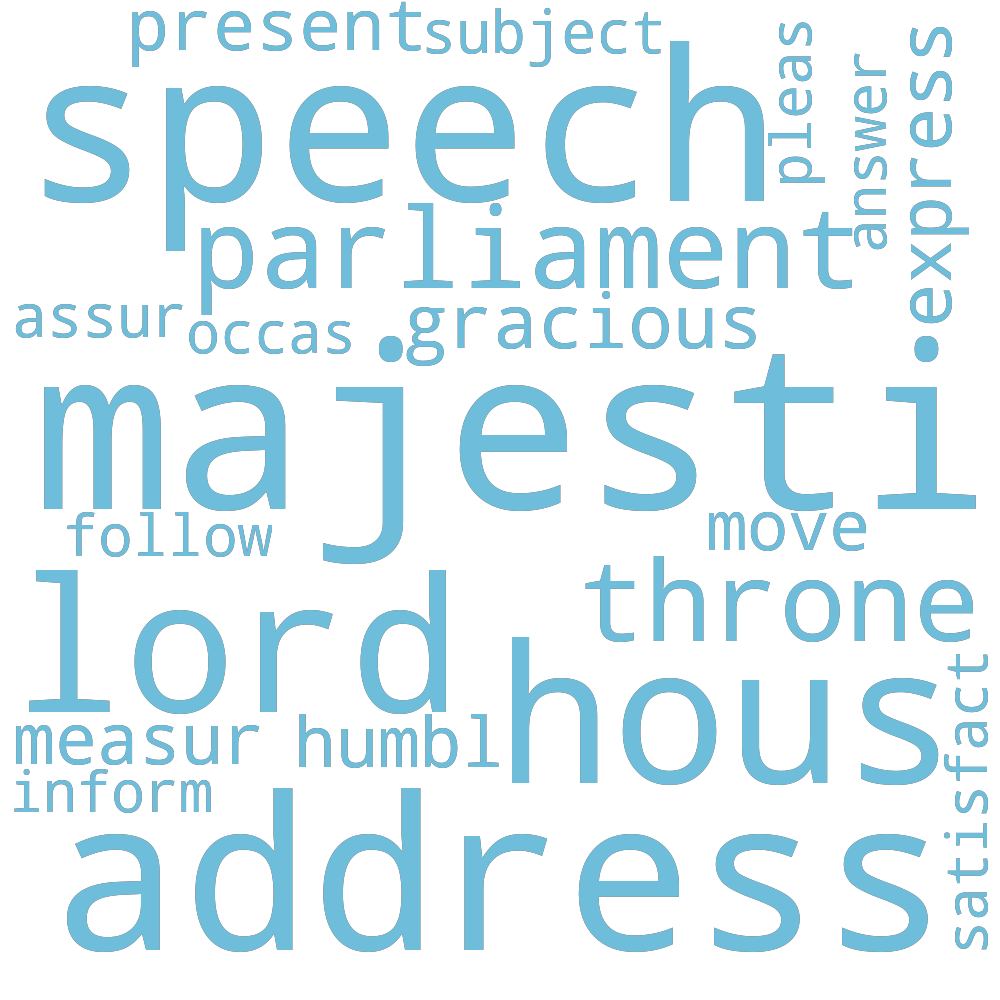 present
subject
speech
pleas
answer
express
parliament
assur
occas
gracious
majesti
follow
move
lord
throne
hous
measur
humbl
inform
satisfact
address